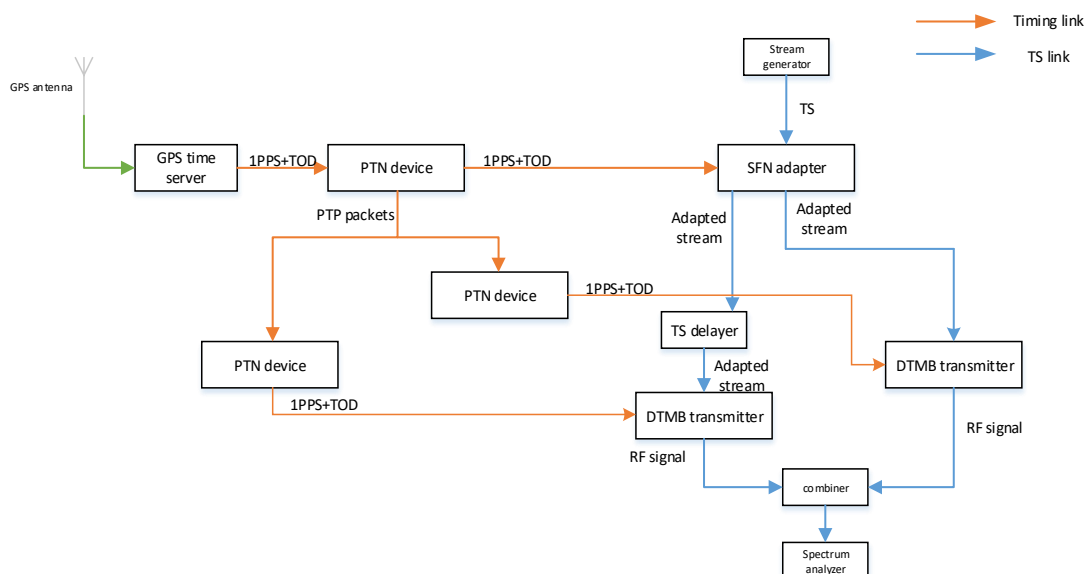 Timing link
TS link
Stream
generator
GPS antenna
TS
GPS time
server
1PPS+TOD
PTN device
1PPS+TOD
SFN adapter
PTP packets
Adapted
stream
Adapted
stream
PTN device
1PPS+TOD
TS delayer
PTN device
Adapted
stream
DTMB transmitter
1PPS+TOD
DTMB transmitter
RF signal
RF signal
combiner
Spectrum
analyzer